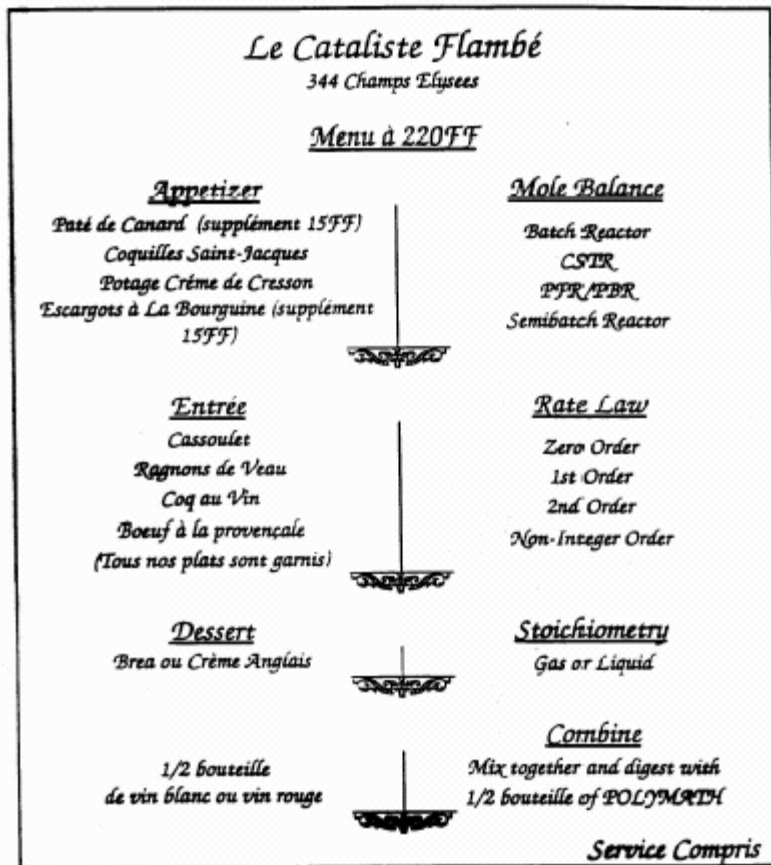 Le Cataliste Flambé
344 Champs Elysees
Menu à 220FF
Appetizer
Paté de Canard (supplément 15FF)
Coquilles Saint-Jacques
Potage Créme de Cresson
Escargots à La Bourguine (supplément
15FF)
Mole Balance
Batch Reactor
CSTR
PFR/PBR
Semibatch Reactor
Entrée
Cassoulet
Ragnons de Veau
Coq au Vin
Boeuf à la provençale
(Tous nos plats sont garnis)
Rate Law
Zero Order
1st Order
2nd Order
Non-Integer Order
Dessert
Brea ou Crème Anglais
Stoichiometry
Gas or Liquid
1/2 bouteille
de vin blanc ou vin rouge
Combine
Mix together and digest with
1/2 bouteille of POLYMATH
Service Compris